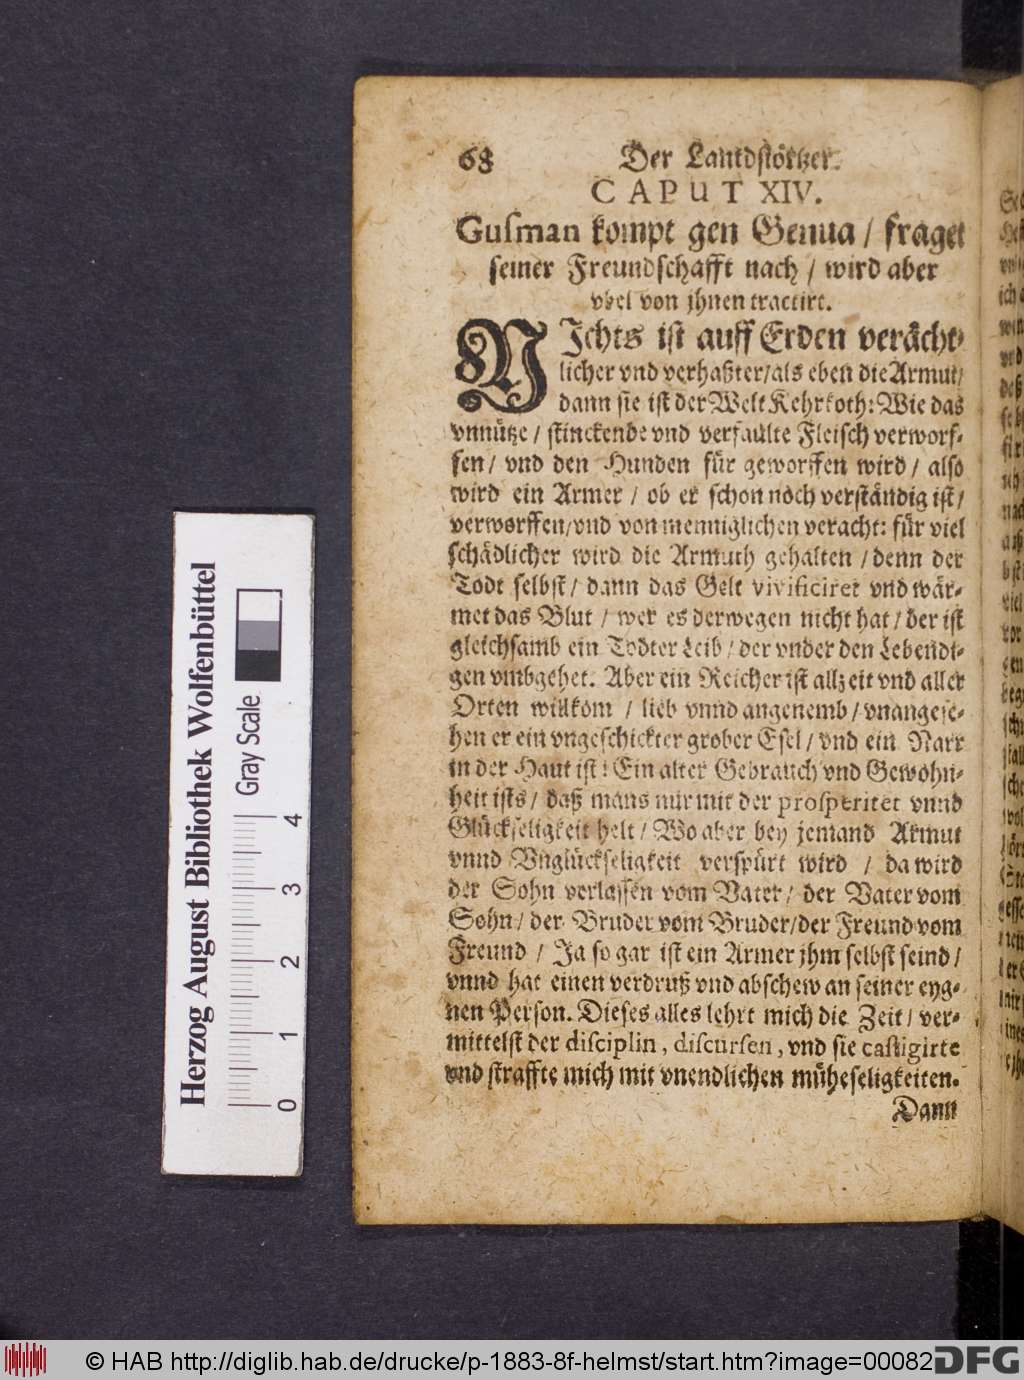 68 Der Landstörtzer.
CAPUT XIV.
Gusman kompt gen Genua / fraget
seiner Freundschafft nach / wird aber
vbel von jhnen tractirt.
NIchts ist auff Erden verächt-
licher vnd verhaßter/als eben die Armut/
dann sie ist der Welt Kehrkoth: Wie das
vnnütze / stinckende vnd verfaulte Fleisch verworf-
fen / vnd den Hunden für geworffen wird / also
wird ein Armer / ob er schon noch verständig ist /
verworffen/vnd von menniglichen veracht: für viel
schädlicher wird die Armuth gehalten / denn der
Todt selbst / dann das Gelt vivificiret vnd wär-
met das Blut / wer es derwegen nicht hat / der ist
gleichsamb ein Todter Leib / der vnder den Lebendi-
gen vmbgehet. Aber ein Reicher ist allzeit vnd aller
Orten willkom / lieb vnnd angenemb / vnangese-
hen er ein vngeschickter grober Esel / vnd ein Narr
in der Haut ist: Ein alter Gebrauch vnd Gewohn-
heit ists / daß mans nur mit der prosperitet vnnd
Glückseligkeit helt / Wo aber bey jemand Armut
vnnd Vnglückseligkeit verspürt wird / da wird
der Sohn verlassen vom Vater / der Vater vom
Sohn / der Bruder vom Bruder/der Freund vom
Freund / Ja so gar ist ein Armer jhm selbst feind /
vnnd hat einen verdruß vnd abschew an seiner eyg-
nen Person. Dieses alles lehrt mich die Zeit / ver-
mittelst der disciplin, discursen, vnd sie castigirte
vnd straffte mich mit vnendlichen müheseligkeiten.
Dann
Herzog August Bibliothek Wolfenbüttel
Gray Scale
0 1 2 3 4
© HAB http://diglib.hab.de/drucke/p-1883-8f-helmst/start.htm?image=00082
DFG